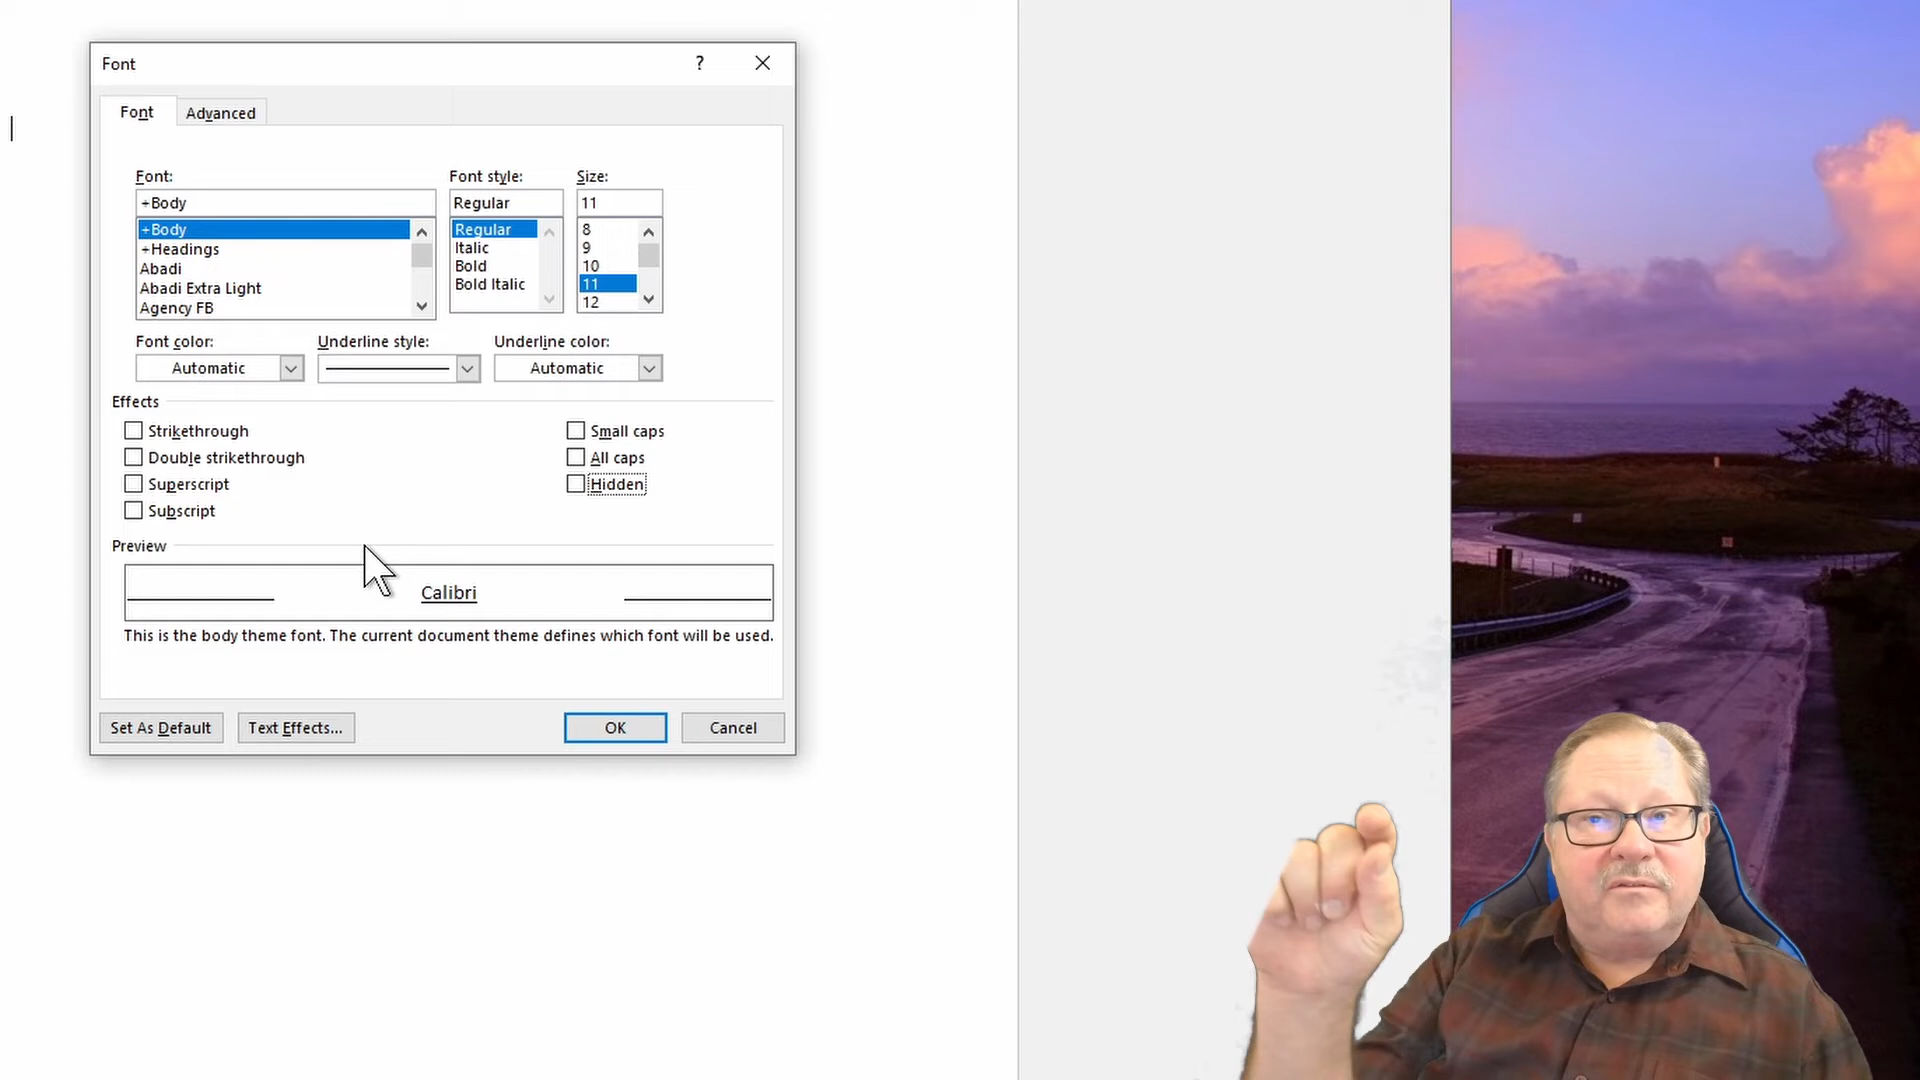 Font ?
Font Advanced
Font: Font style: Size:
+Body Regular 11
+Body Regular 8
+Headings Italic 9
Abadi Bold 10
Abadi Extra Light Bold Italic 11
Agency FB 12
Font color: Underline style: Underline color:
Automatic Automatic
Effects
Strikethrough Small caps
Double strikethrough All caps
Superscript Hidden
Subscript
Preview
Calibri
This is the body theme font. The current document theme defines which font will be used.
Set As Default Text Effects... OK Cancel